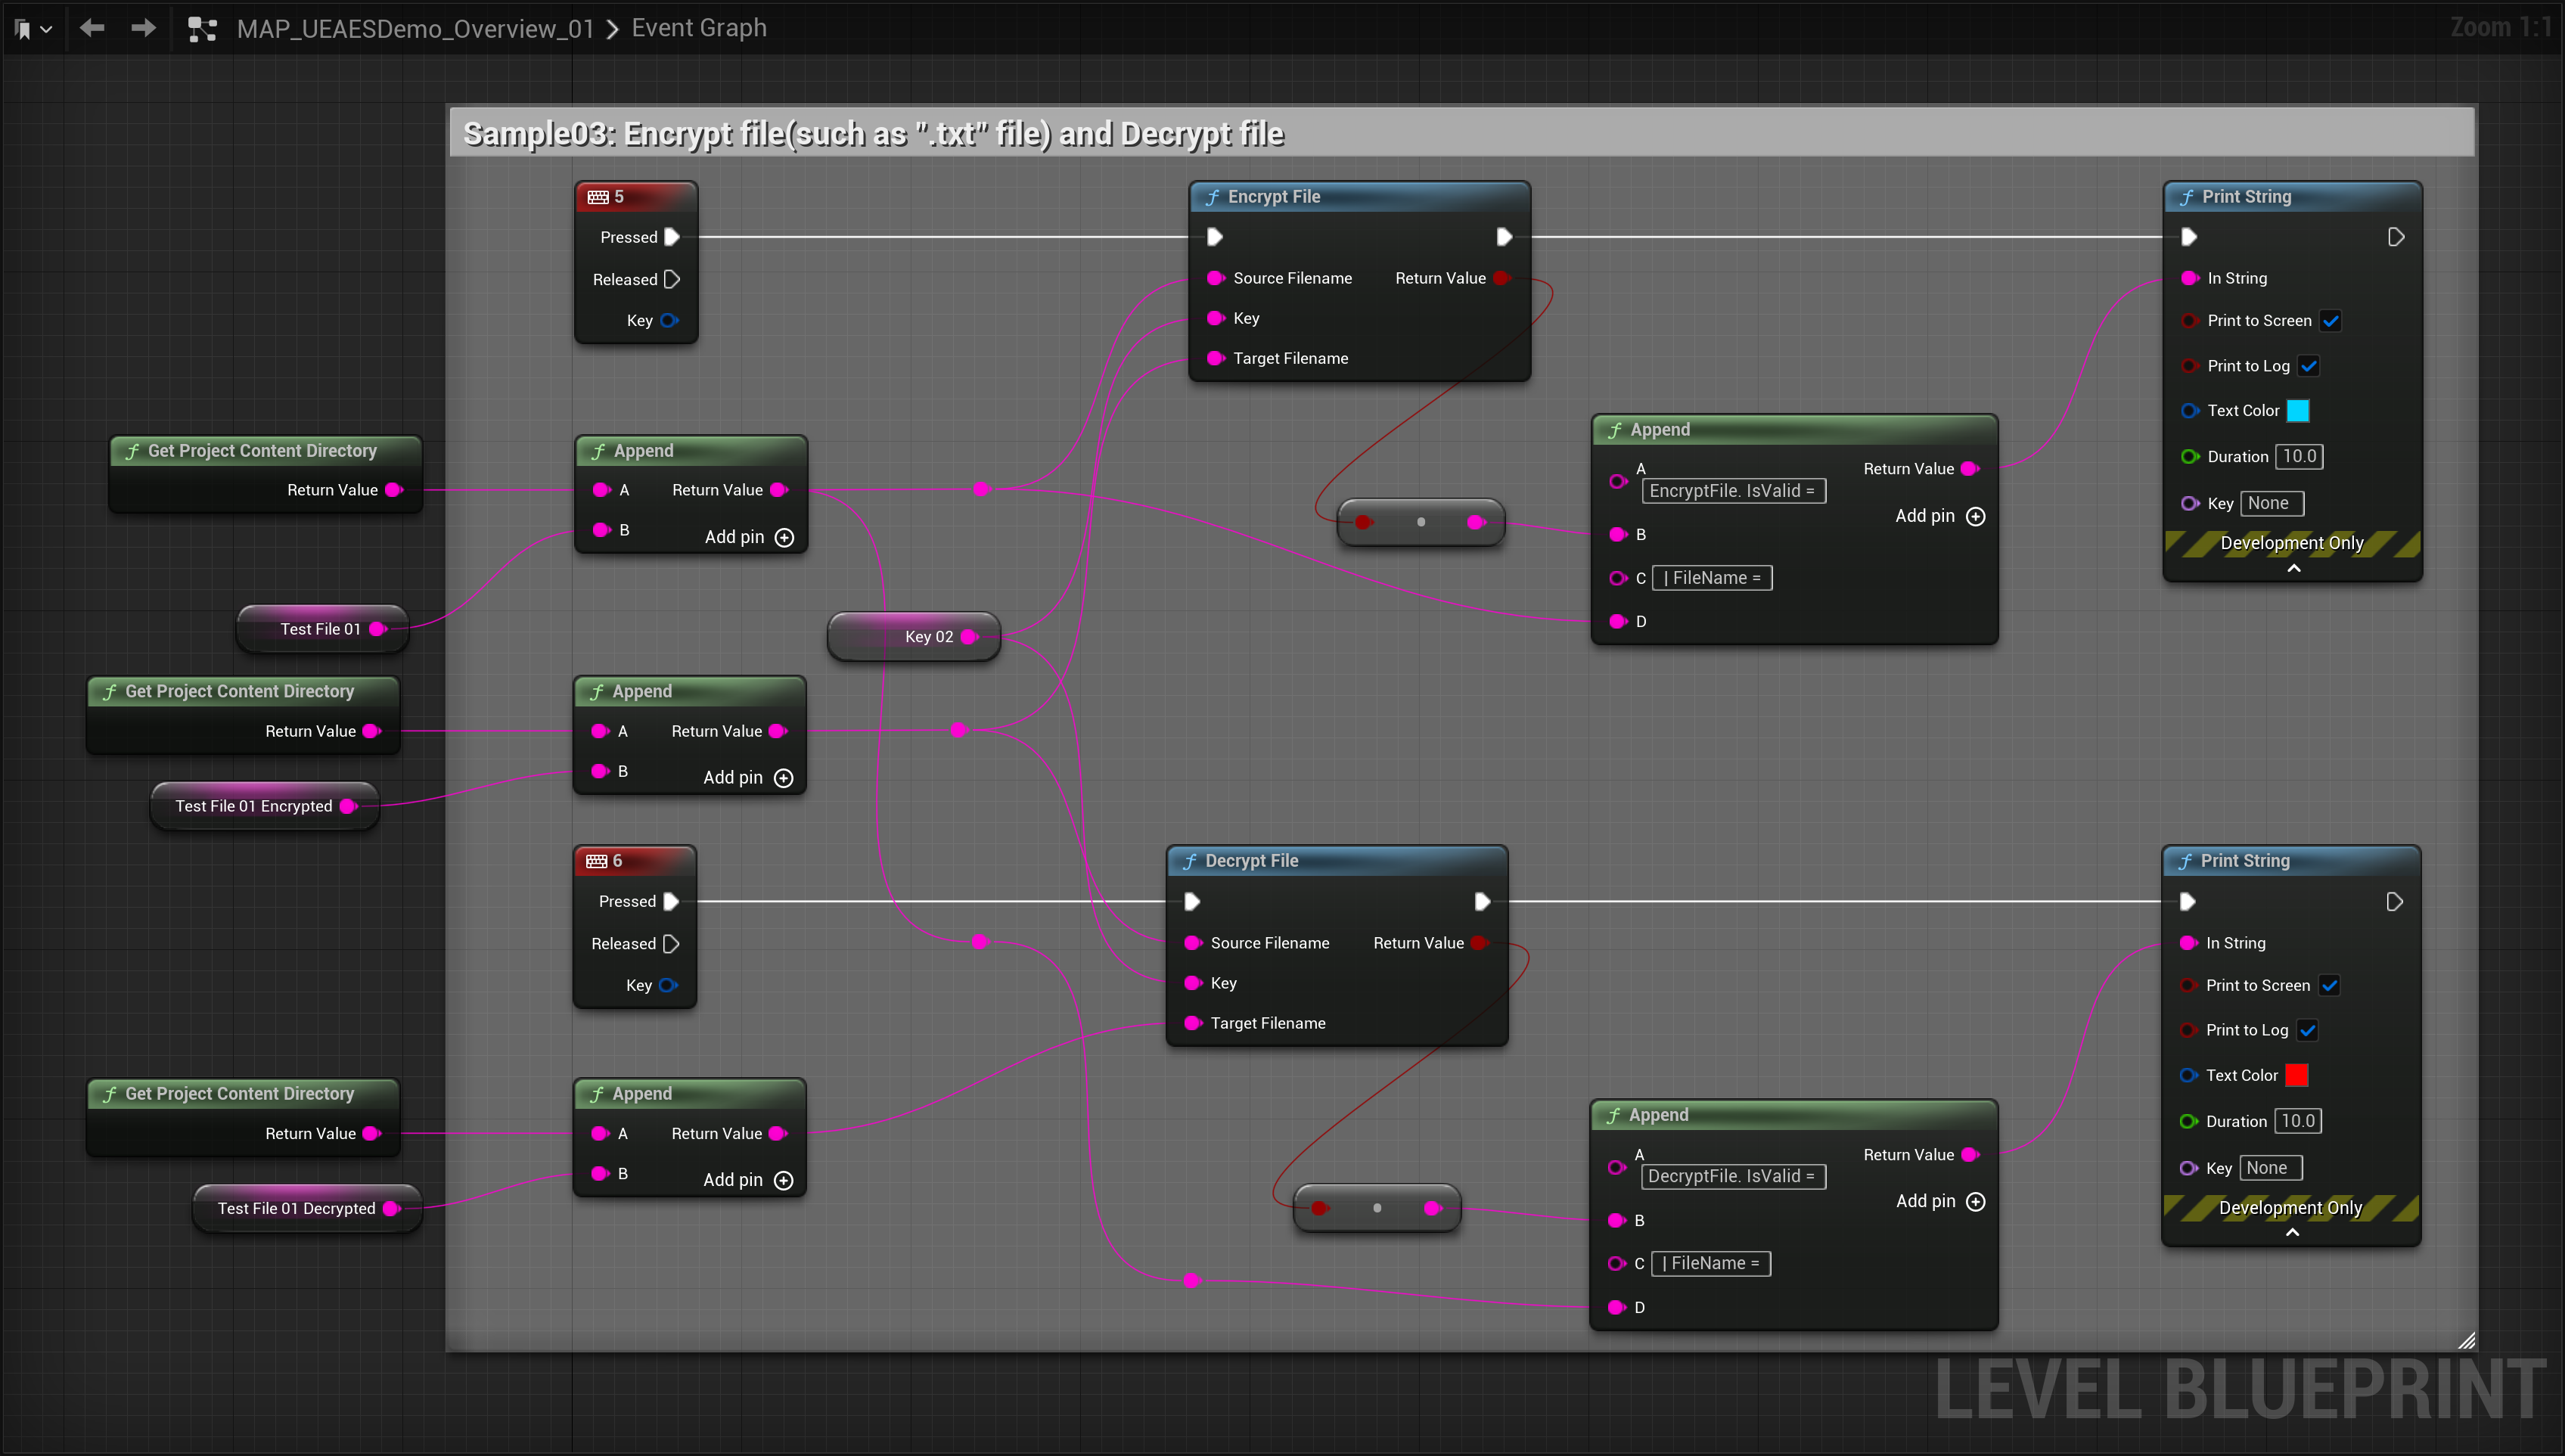 MAP_UEAESDemo_Overview_01 > Event Graph
Zoom 1:1
Sample03: Encrypt file(such as ".txt" file) and Decrypt file
5
Pressed
Released
Key
Encrypt File
Source Filename
Return Value
Key
Target Filename
Print String
In String
Print to Screen
Print to Log
Text Color
Duration 10.0
Key None
Development Only
Get Project Content Directory
Return Value
Append
A
Return Value
B
Add pin
Append
A
Return Value
EncryptFile. IsValid =
Add pin
B
C | FileName =
D
Test File 01
Key 02
Get Project Content Directory
Return Value
Append
A
Return Value
B
Add pin
Test File 01 Encrypted
6
Pressed
Released
Key
Decrypt File
Source Filename
Return Value
Key
Target Filename
Print String
In String
Print to Screen
Print to Log
Text Color
Duration 10.0
Key None
Development Only
Get Project Content Directory
Return Value
Append
A
Return Value
B
Add pin
Test File 01 Decrypted
Append
A
Return Value
DecryptFile. IsValid =
Add pin
B
C | FileName =
D
LEVEL BLUEPRINT